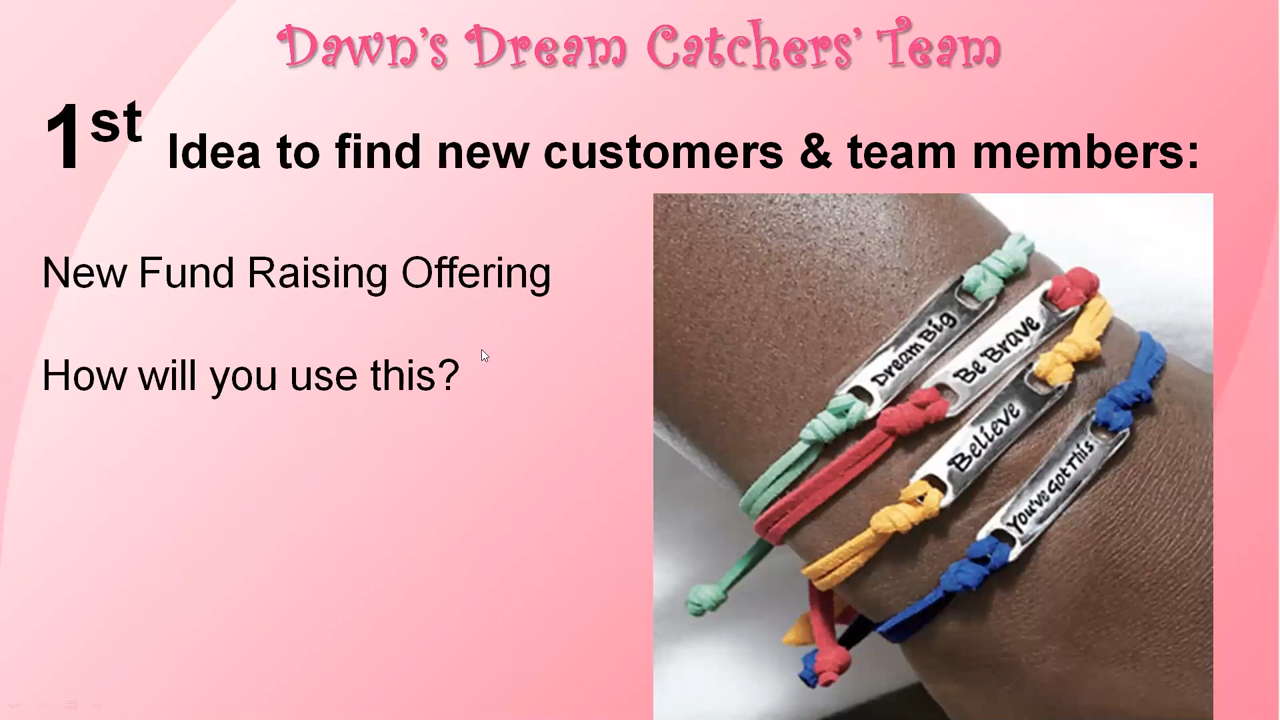 Dawn's Dream Catchers' Team
1st Idea to find new customers & team members:
New Fund Raising Offering
How will you use this?
Dream Big
Be Brave
Believe
You've Got This